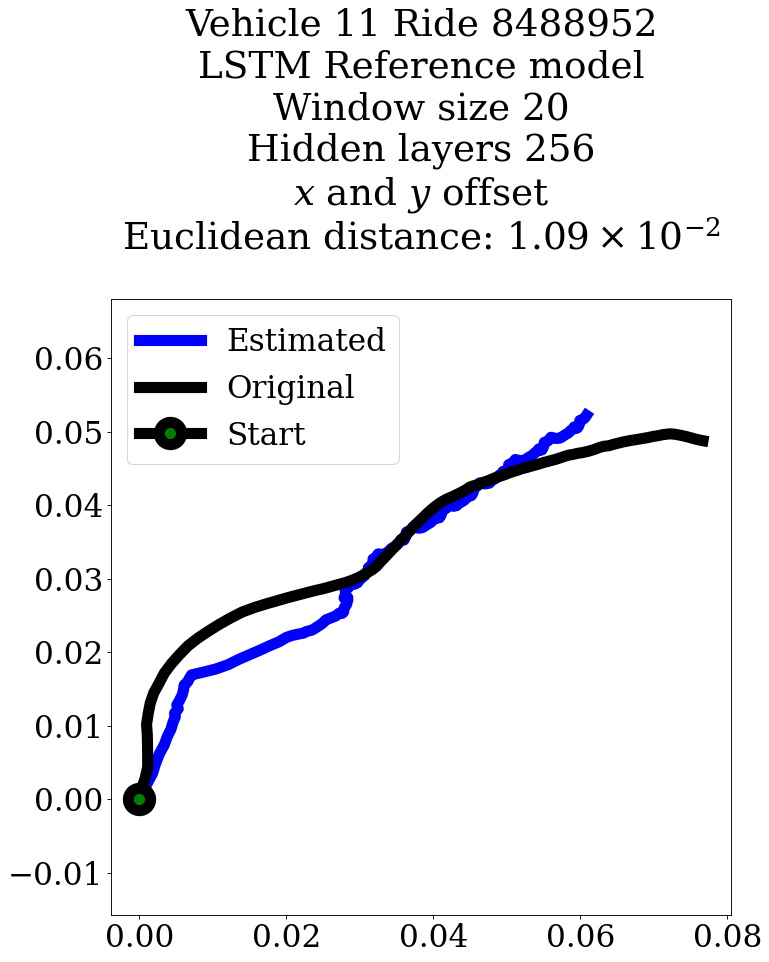 Vehicle 11 Ride 8488952
LSTM Reference model
Window size 20
Hidden layers 256
x and y offset
Euclidean distance: 1.09 × 10⁻²
Estimated
Original
Start
0.06
0.05
0.04
0.03
0.02
0.01
0.00
−0.01
0.00 0.02 0.04 0.06 0.08